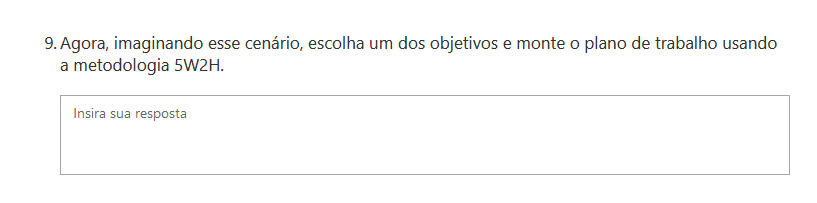 9. Agora, imaginando esse cenário, escolha um dos objetivos e monte o plano de trabalho usando
a metodologia 5W2H.
Insira sua resposta